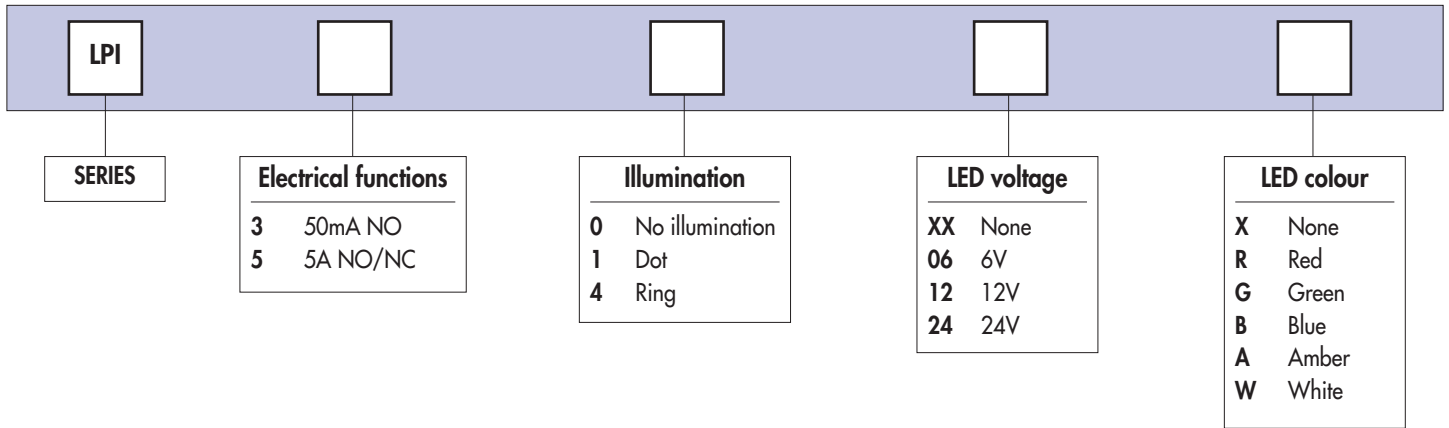 LPI
SERIES
Electrical functions
3 50mA NO
5 5A NO/NC
Illumination
0 No illumination
1 Dot
4 Ring
LED voltage
XX None
06 6V
12 12V
24 24V
LED colour
X None
R Red
G Green
B Blue
A Amber
W White